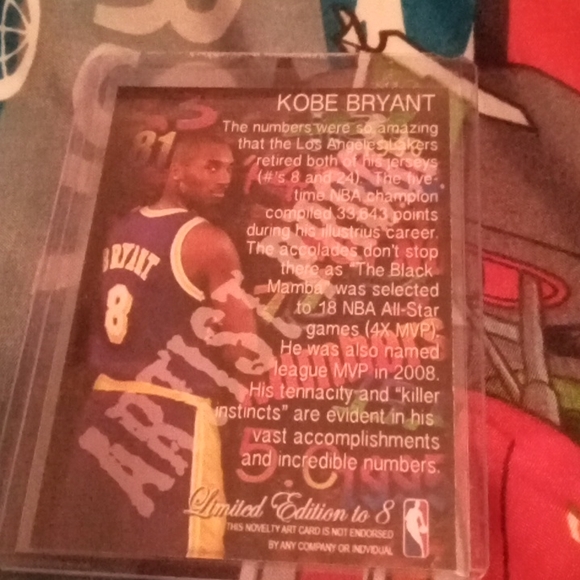 KOBE BRYANT
The numbers were so amazing
that the Los Angeles Lakers
retired both of his jerseys
(#'s 8 and 24). The five-
time NBA champion
compiled 33,643 points
during his illustrius career.
The accolades don't stop
there as "The Black
Mamba" was selected
to 18 NBA All-Star
games (4X MVP).
He was also named
league MVP in 2008.
His tennacity and "killer
instincts" are evident in his
vast accomplishments
and incredible numbers.
Limited Edition to 8
THIS NOVELTY ART CARD IS NOT ENDORSED
BY ANY COMPANY OR INDIVIDUAL
81
BRYANT
8
ARTIST